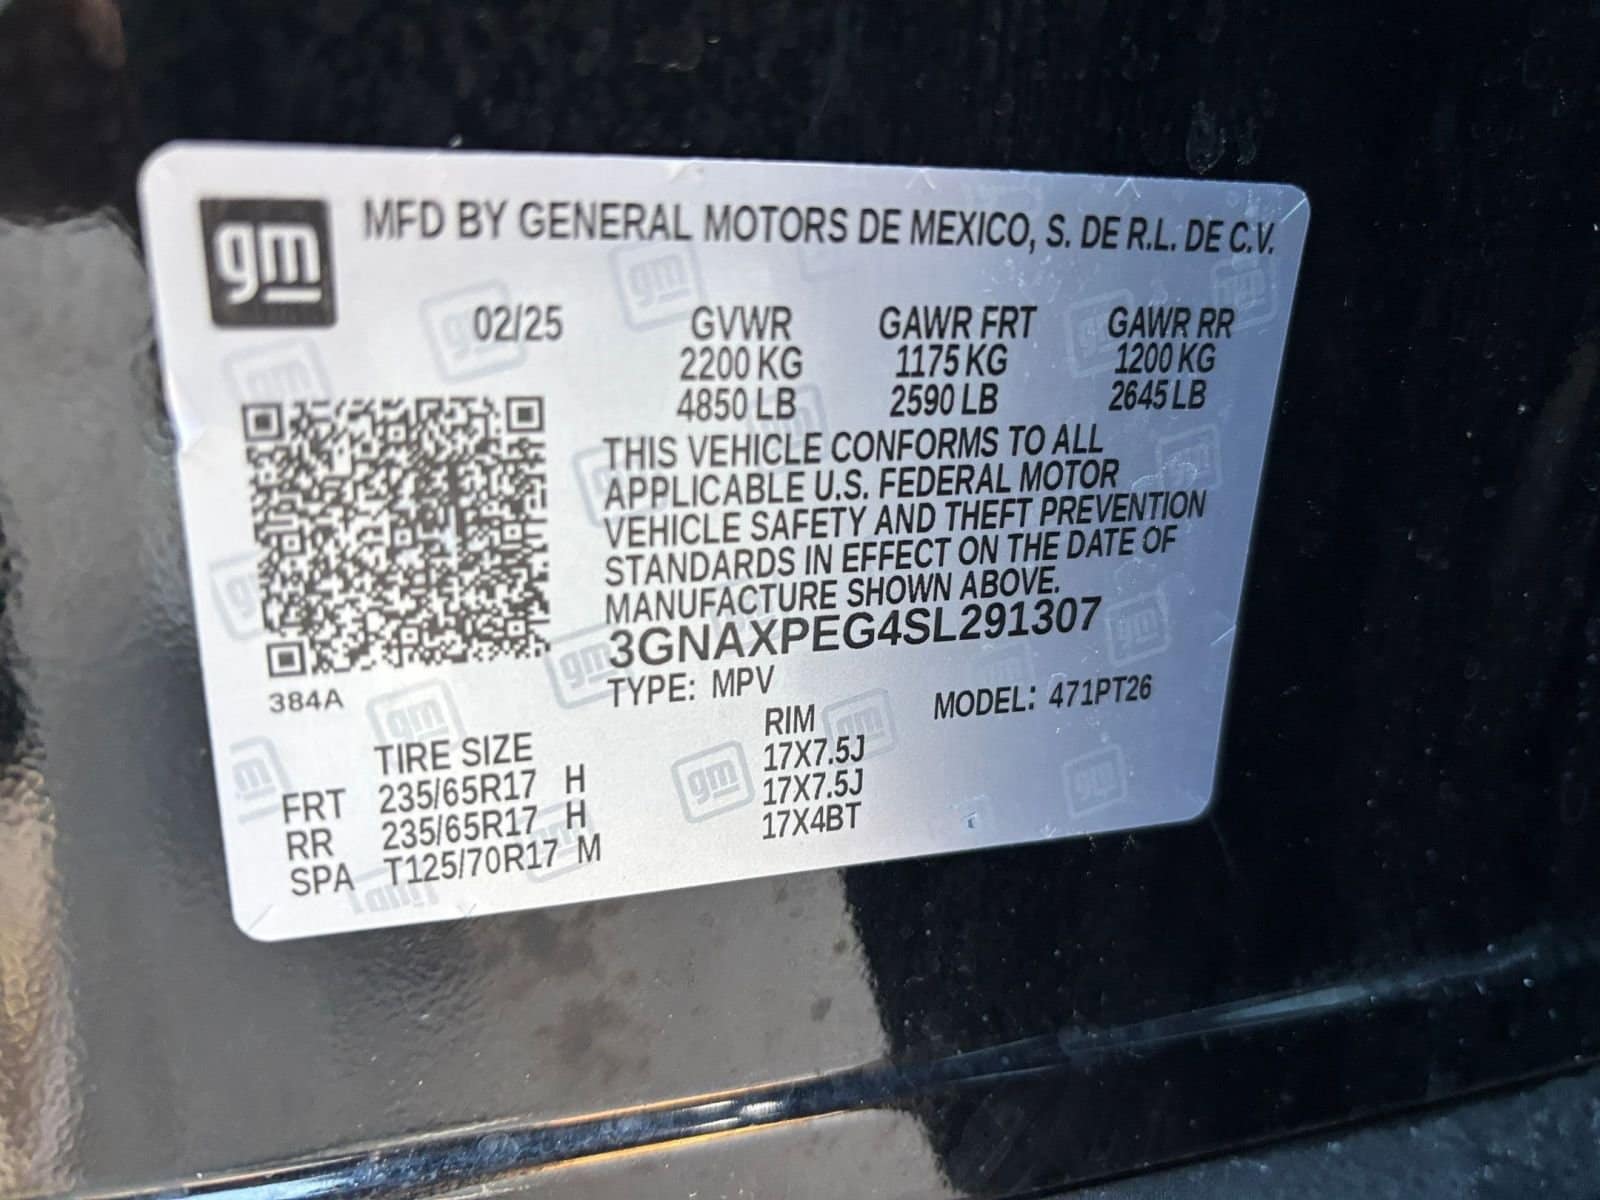 gm MFD BY GENERAL MOTORS DE MEXICO, S. DE R.L. DE C.V.
02/25 GVWR GAWR FRT GAWR RR
2200 KG 1175 KG 1200 KG
4850 LB 2590 LB 2645 LB
THIS VEHICLE CONFORMS TO ALL
APPLICABLE U.S. FEDERAL MOTOR
VEHICLE SAFETY AND THEFT PREVENTION
STANDARDS IN EFFECT ON THE DATE OF
MANUFACTURE SHOWN ABOVE.
3GNAXPEG4SL291307
384A TYPE: MPV MODEL: 471PT26
TIRE SIZE RIM
FRT 235/65R17 H 17X7.5J
RR 235/65R17 H 17X7.5J
SPA T125/70R17 M 17X4BT